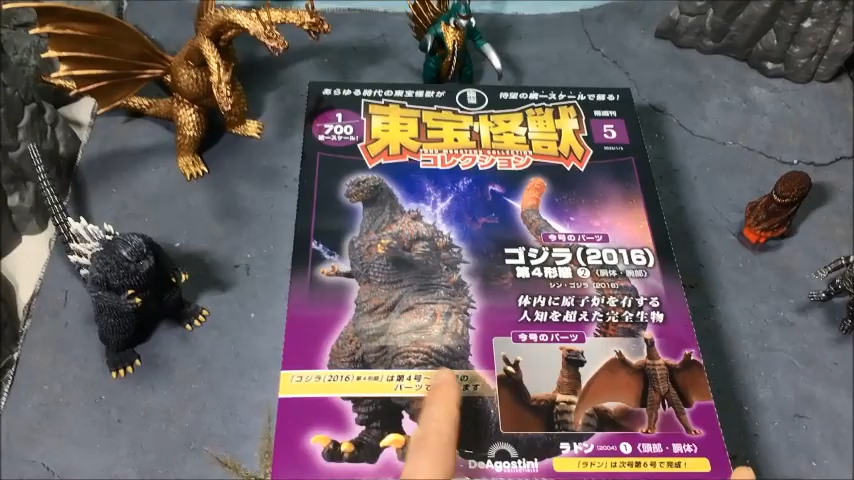 あらゆる時代の東宝怪獣が
東宝
待望の統一スケールで蘇る!
1/700
統一スケール!
隔週刊
5
東宝怪獣
TOHO MONSTERS COLLECTION
コレクション
今号のパーツ
ゴジラ(2016)
第4形態 2 〈胴体・腕部〉
シン・ゴジラ(2016)
体内に原子炉を有する
人知を超えた完全生物
今号のパーツ
「ゴジラ(2016)第4形態」は第4号〜
パーツで
ます
ラドン(2004) 1 〈頭部・胴体〉
「ラドン」は次号第6号で完成!
DeAGOSTINI